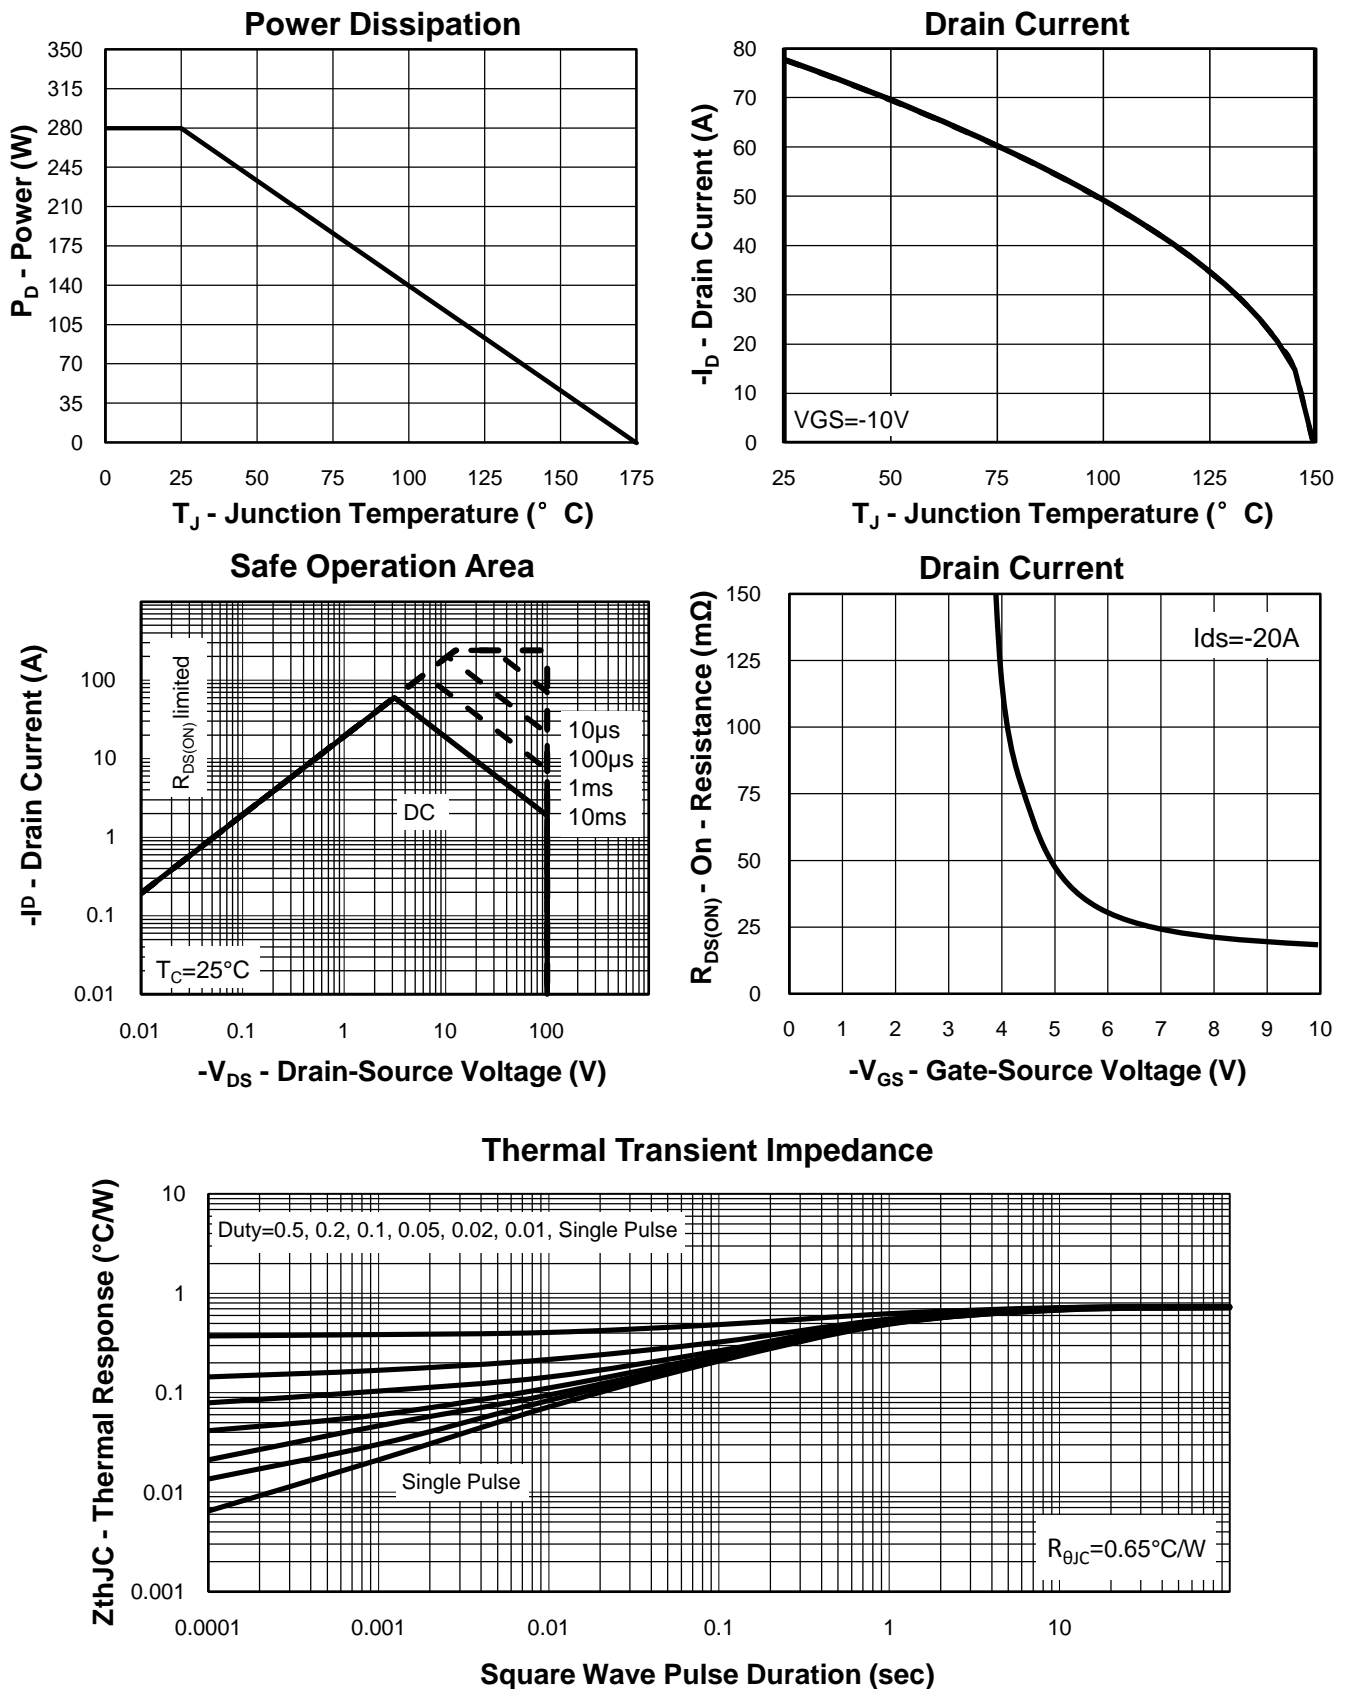 Power Dissipation
P_D - Power (W)
350
315
280
245
210
175
140
105
70
35
0
0 25 50 75 100 125 150 175
T_J - Junction Temperature (° C)
Drain Current
-I_D - Drain Current (A)
80
70
60
50
40
30
20
10
0
VGS=-10V
25 50 75 100 125 150
T_J - Junction Temperature (° C)
Safe Operation Area
-I^D - Drain Current (A)
100
10
1
0.1
0.01
R_DS(ON) limited
10µs
100µs
1ms
10ms
DC
T_C=25°C
0.01 0.1 1 10 100
-V_DS - Drain-Source Voltage (V)
Drain Current
R_DS(ON) - On - Resistance (mΩ)
150
125
100
75
50
25
0
Ids=-20A
0 1 2 3 4 5 6 7 8 9 10
-V_GS - Gate-Source Voltage (V)
Thermal Transient Impedance
ZthJC - Thermal Response (°C/W)
10
1
0.1
0.01
0.001
Duty=0.5, 0.2, 0.1, 0.05, 0.02, 0.01, Single Pulse
Single Pulse
R_θJC=0.65°C/W
0.0001 0.001 0.01 0.1 1 10
Square Wave Pulse Duration (sec)